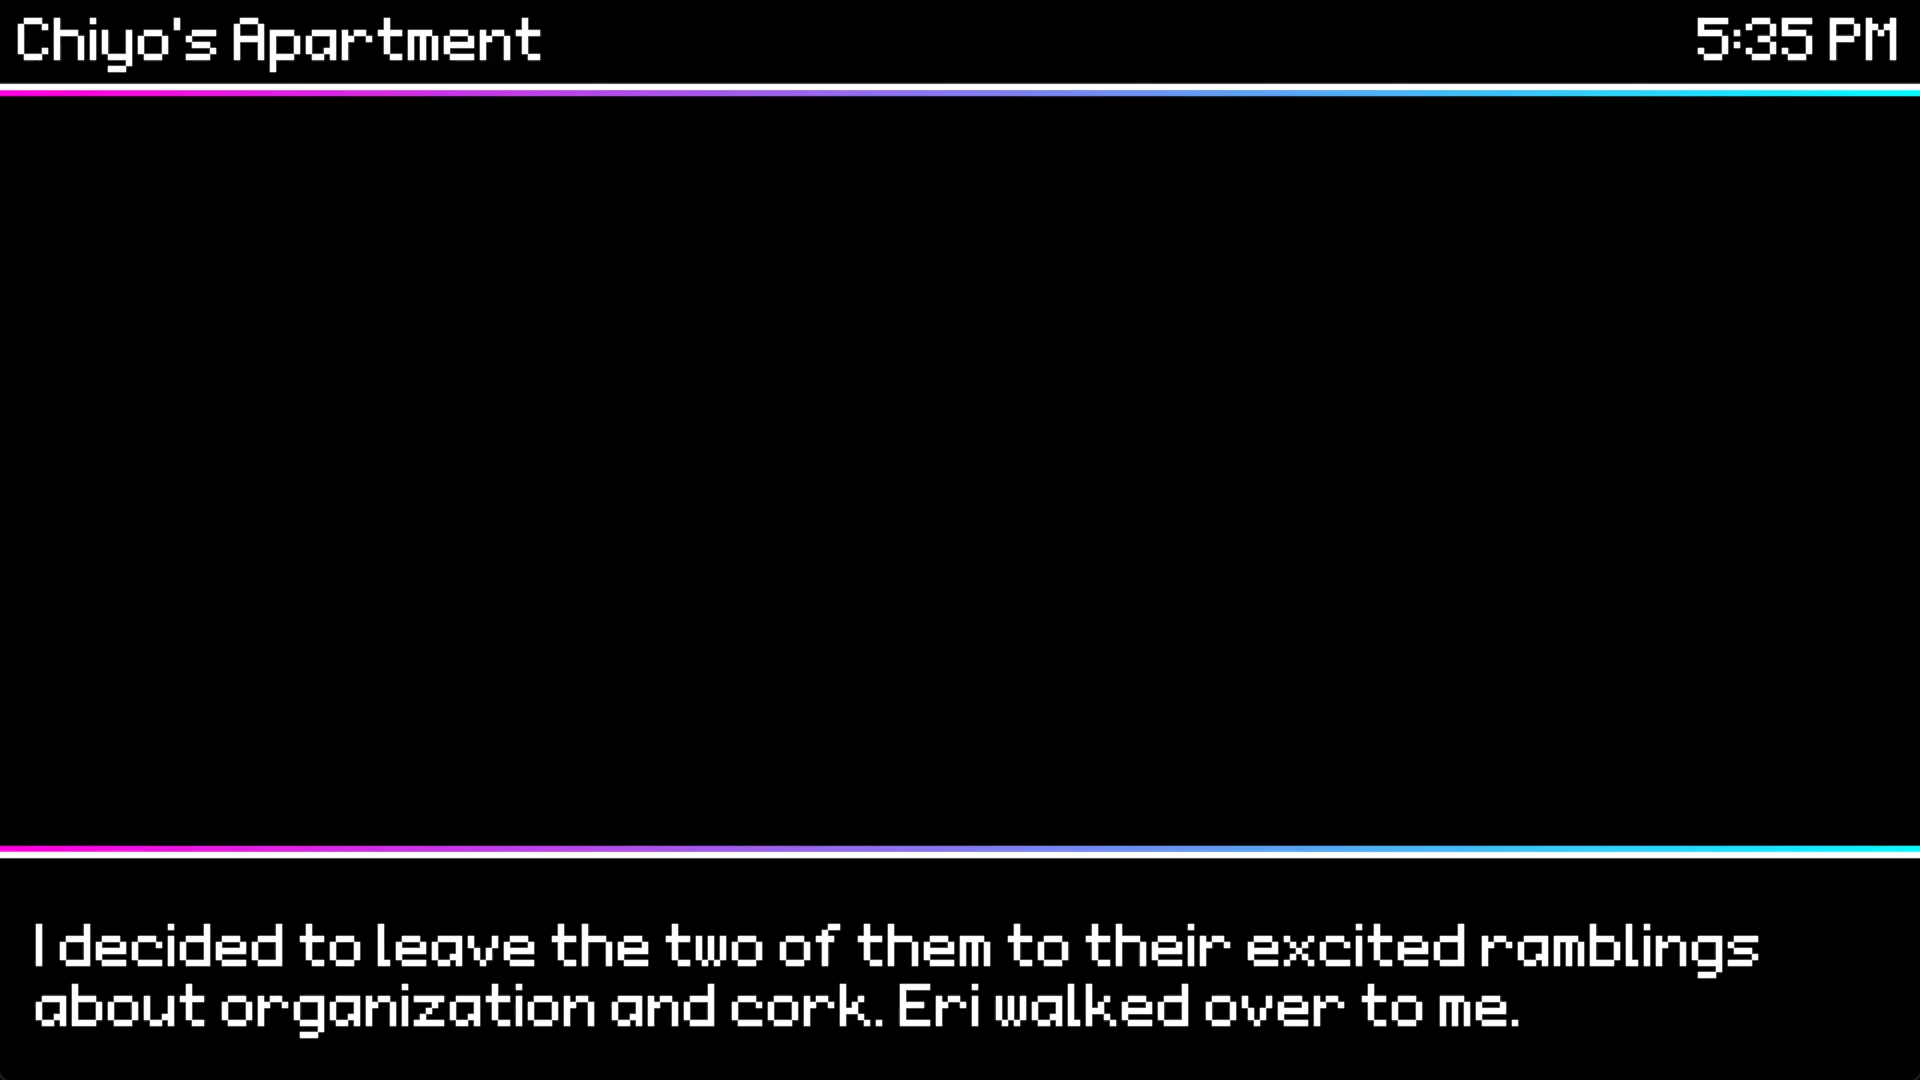 Chiyo's Apartment
5:35 PM
I decided to leave the two of them to their excited ramblings
about organization and cork. Eri walked over to me.